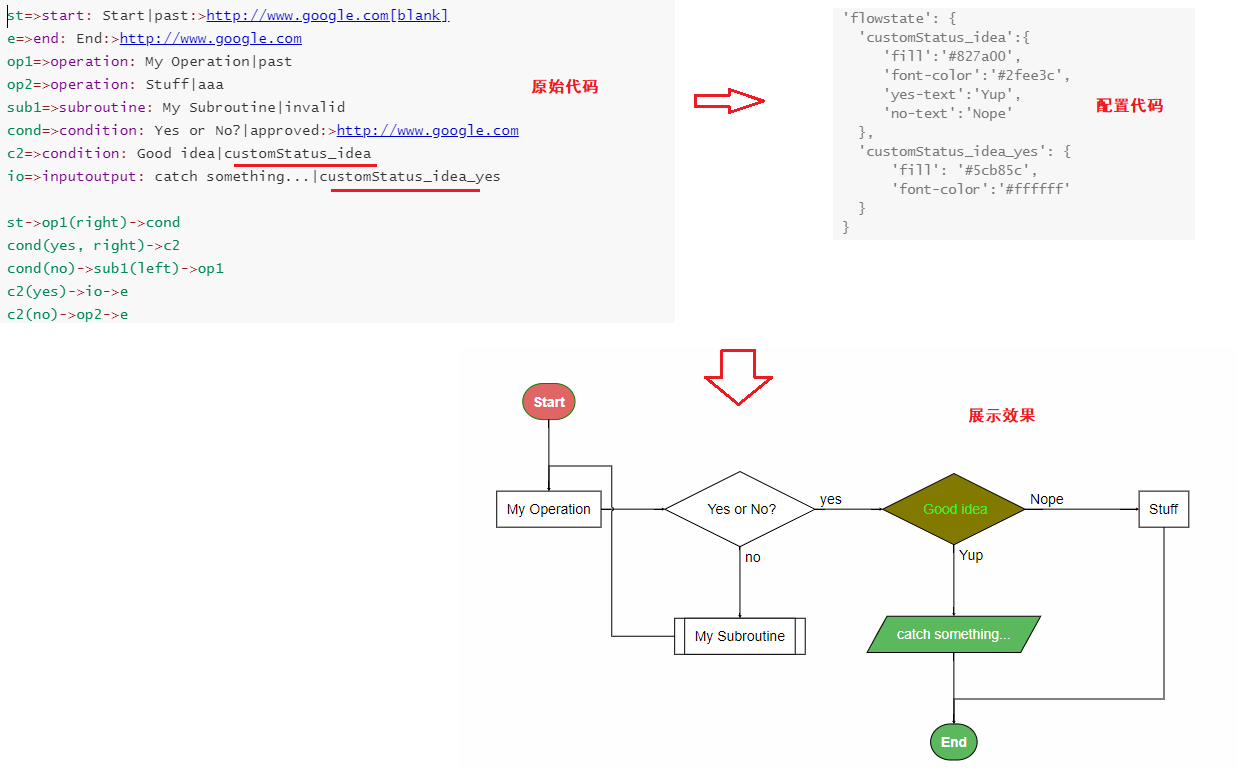 st=>start: Start|past:>http://www.google.com[blank]
e=>end: End:>http://www.google.com
op1=>operation: My Operation|past
op2=>operation: Stuff|aaa
sub1=>subroutine: My Subroutine|invalid
cond=>condition: Yes or No?|approved:>http://www.google.com
c2=>condition: Good idea|customStatus_idea
io=>inputoutput: catch something...|customStatus_idea_yes
st->op1(right)->cond
cond(yes, right)->c2
cond(no)->sub1(left)->op1
c2(yes)->io->e
c2(no)->op2->e
原始代码
'flowstate': {
'customStatus_idea':{
'fill':'#827a00',
'font-color':'#2fee3c',
'yes-text':'Yup',
'no-text':'Nope'
},
'customStatus_idea_yes': {
'fill': '#5cb85c',
'font-color':'#ffffff'
}
}
配置代码
展示效果
Start
My Operation
Yes or No?
yes
Good idea
Nope
Stuff
no
Yup
My Subroutine
catch something...
End